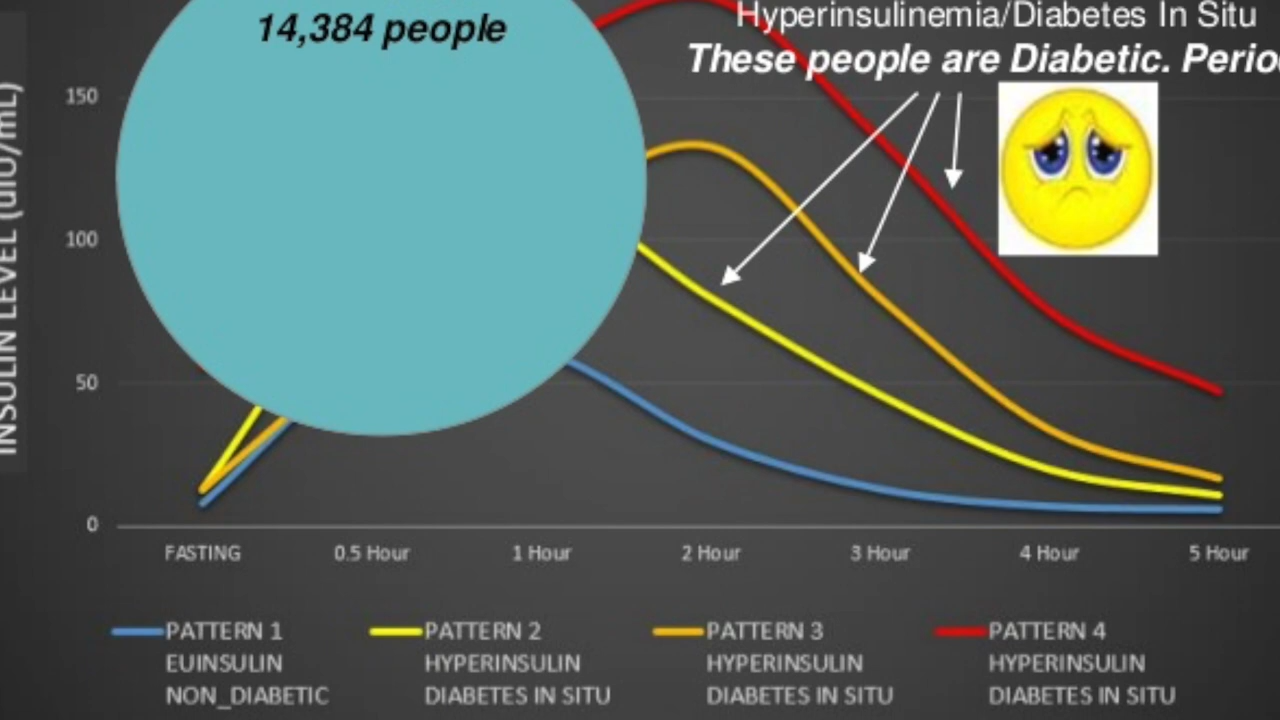 14,384 people
Hyperinsulinemia/Diabetes In Situ
These people are Diabetic. Perio
INSULIN LEVEL (uIU/mL)
150
100
50
0
FASTING
0.5 Hour
1 Hour
2 Hour
3 Hour
4 Hour
5 Hour
PATTERN 1
EUINSULIN
NON_DIABETIC
PATTERN 2
HYPERINSULIN
DIABETES IN SITU
PATTERN 3
HYPERINSULIN
DIABETES IN SITU
PATTERN 4
HYPERINSULIN
DIABETES IN SITU